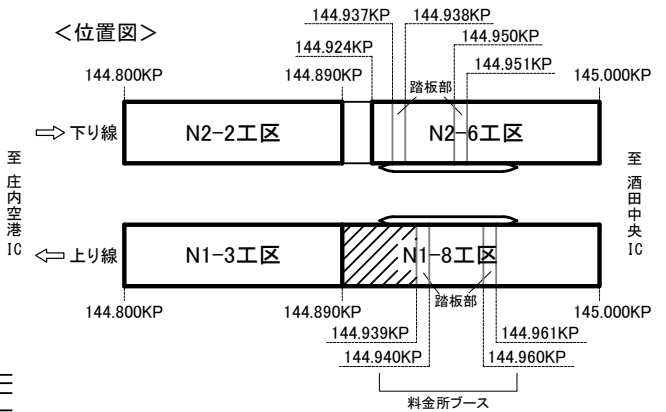 <位置図>
144.937KP
144.938KP
144.924KP
144.950KP
144.951KP
144.800KP
144.890KP
145.000KP
踏板部
⇨下り線
N2-2工区
N2-6工区
至 庄内空港IC
至 酒田中央IC
⇦上り線
N1-3工区
N1-8工区
踏板部
144.800KP
144.890KP
145.000KP
144.939KP
144.961KP
144.940KP
144.960KP
料金所ブース